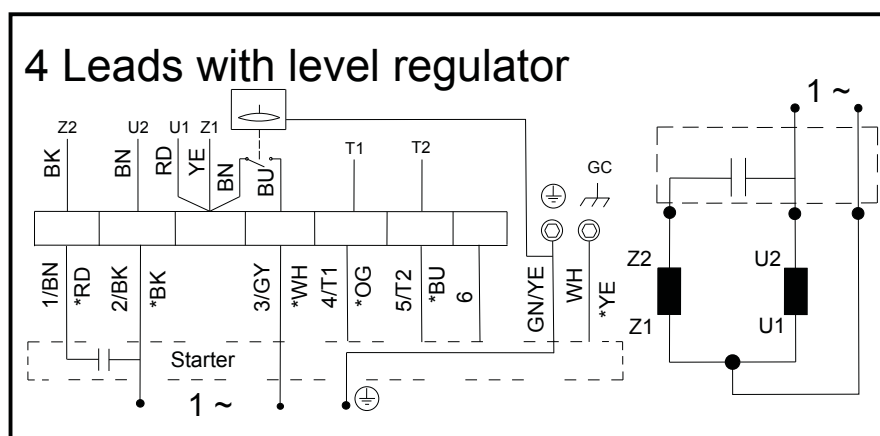 4 Leads with level regulator
1 ~
Z2 U2 U1 Z1 T1 T2 GC
BK BN RD YE BN BU
1/BN *RD 2/BK *BK 3/GY *WH 4/T1 *OG 5/T2 *BU 6 GN/YE WH *YE
Z2 U2
Z1 U1
Starter
1 ~